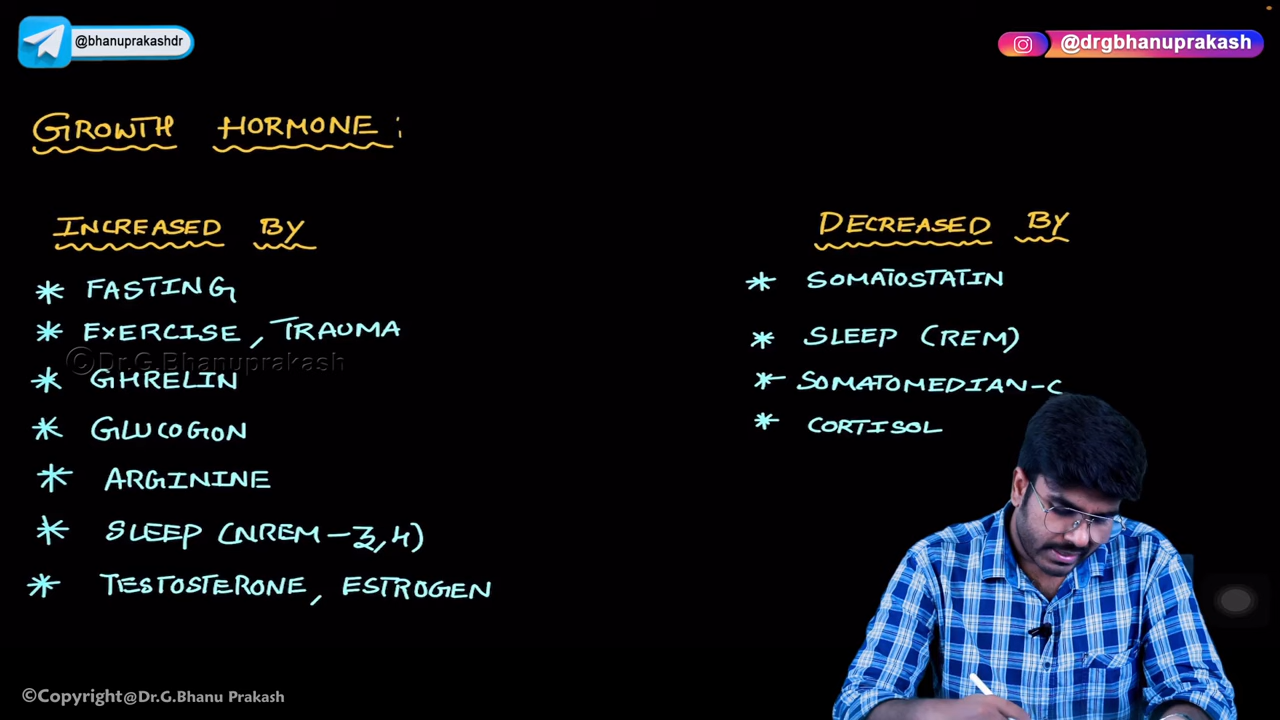 @bhanuprakashdr
@drgbhanuprakash
GROWTH HORMONE :
INCREASED BY
* FASTING
* EXERCISE, TRAUMA
©Dr.G.Bhanuprakash
* GHRELIN
* GLUCOGON
* ARGININE
* SLEEP (NREM-3,4)
* TESTOSTERONE, ESTROGEN
DECREASED BY
* SOMATOSTATIN
* SLEEP (REM)
* SOMATOMEDIAN-C
* CORTISOL
©Copyright@Dr.G.Bhanu Prakash